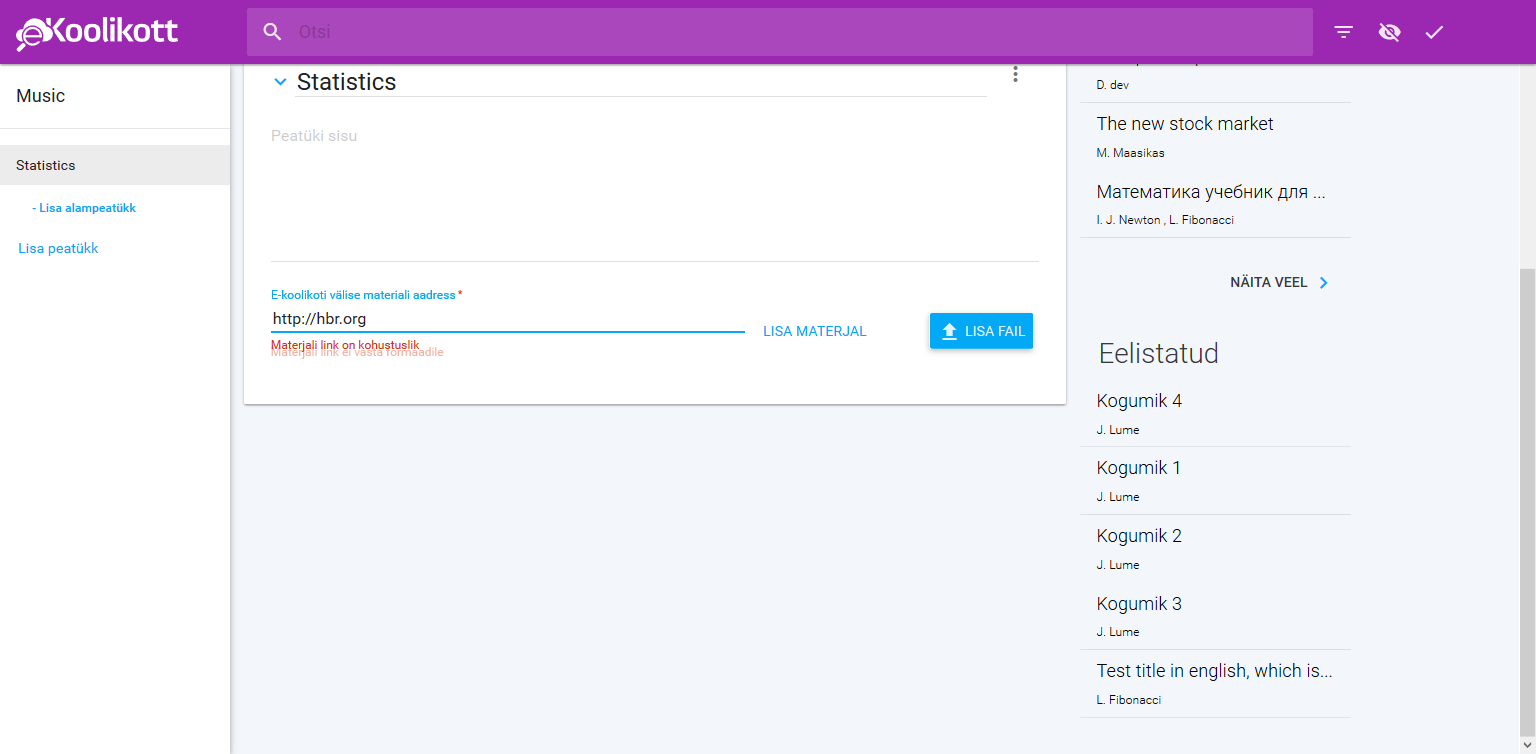 eKoolikott
Otsi
Music
Statistics
- Lisa alampeatükk
Lisa peatükk
Statistics
Peatüki sisu
E-koolikoti välise materiali aadress *
http://hbr.org
Materjali link on kohustuslik
Materjali link ei vasta formaadile
LISA MATERJAL
LISA FAIL
D. dev
The new stock market
M. Maasikas
Математика учебник для ...
I. J. Newton , L. Fibonacci
NÄITA VEEL
Eelistatud
Kogumik 4
J. Lume
Kogumik 1
J. Lume
Kogumik 2
J. Lume
Kogumik 3
J. Lume
Test title in english, which is...
L. Fibonacci